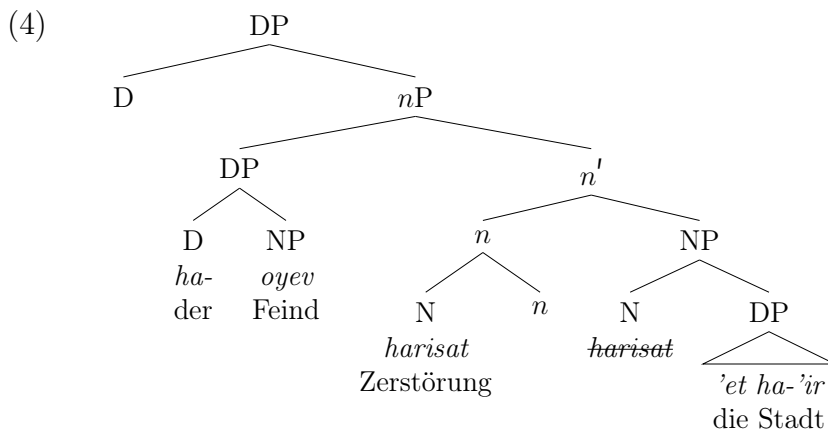 (4) DP
D nP
DP n'
D NP n NP
ha- oyev
der Feind
N n N DP
harisat harisat
Zerstörung 'et ha-'ir
die Stadt